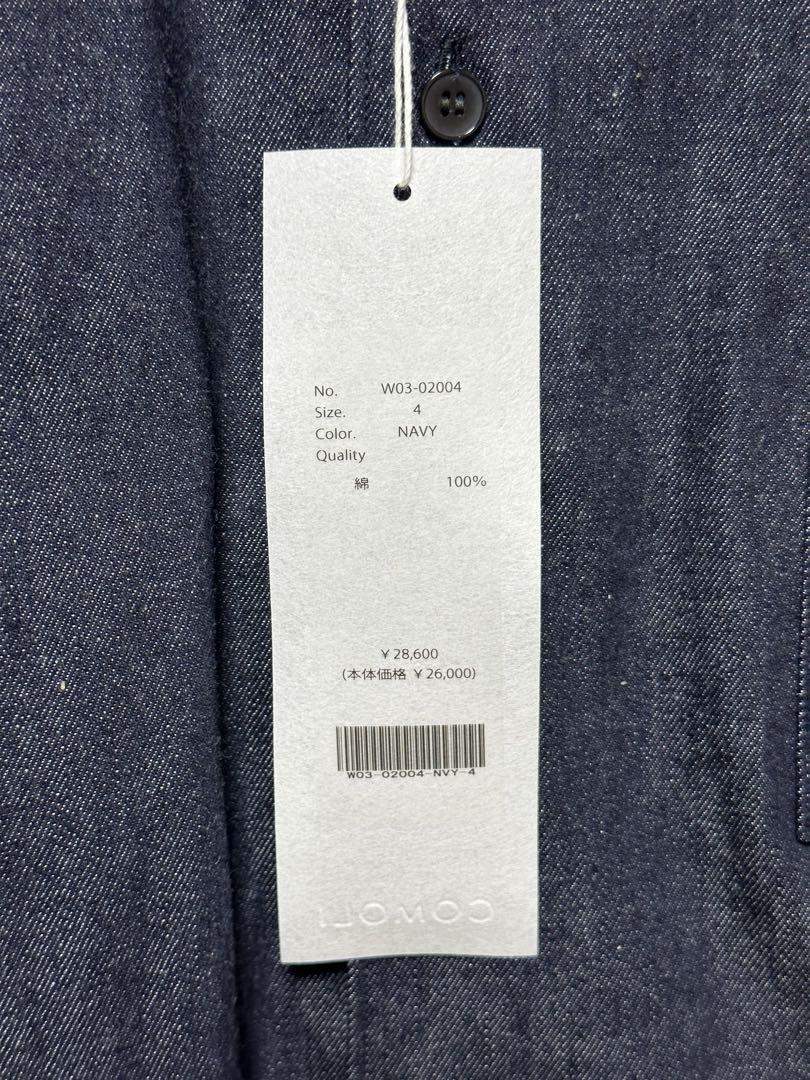 No. W03-02004
Size. 4
Color. NAVY
Quality
綿 100%
¥28,600
(本体価格 ¥26,000)
W03-02004-NVY-4
COMOLI